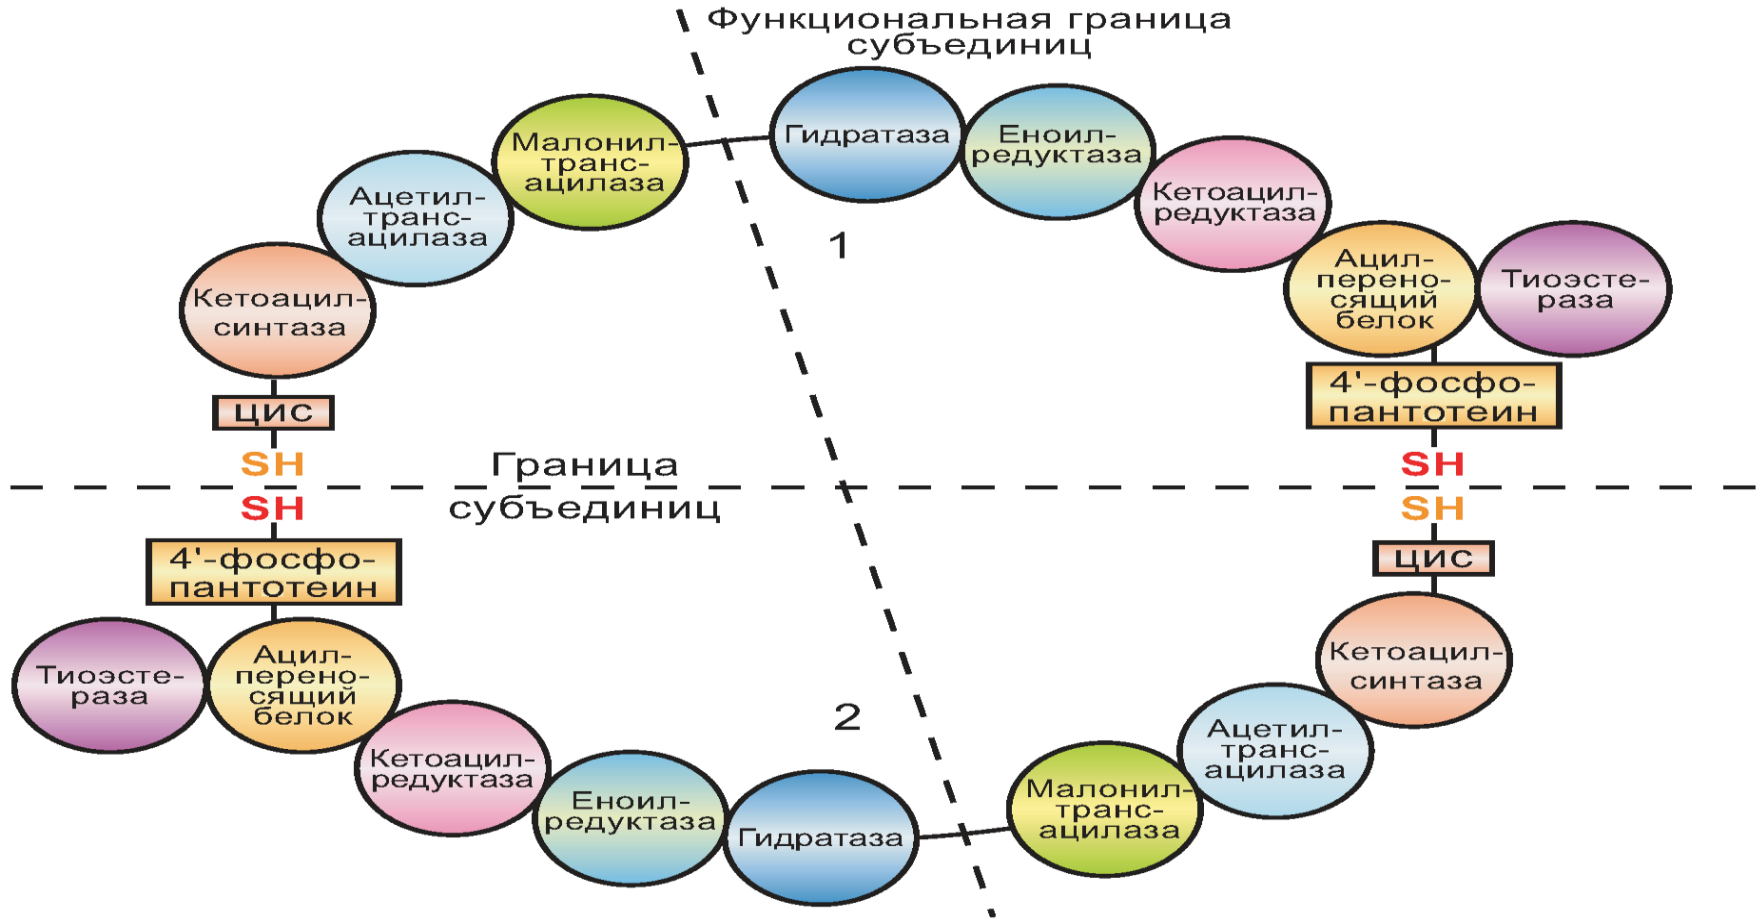 Функциональная граница
субъединиц
Малонил-
транс-
ацилаза
Гидратаза
Еноил-
редуктаза
Ацетил-
транс-
ацилаза
Кетоацил-
редуктаза
1
Кетоацил-
синтаза
Ацил-
перено-
сящий
белок
Тиоэсте-
раза
ЦИС
4'-фосфо-
пантотеин
SH
Граница
субъединиц
SH
SH
SH
4'-фосфо-
пантотеин
ЦИС
Тиоэсте-
раза
Ацил-
перено-
сящий
белок
Кетоацил-
синтаза
Кетоацил-
редуктаза
2
Ацетил-
транс-
ацилаза
Еноил-
редуктаза
Гидратаза
Малонил-
транс-
ацилаза